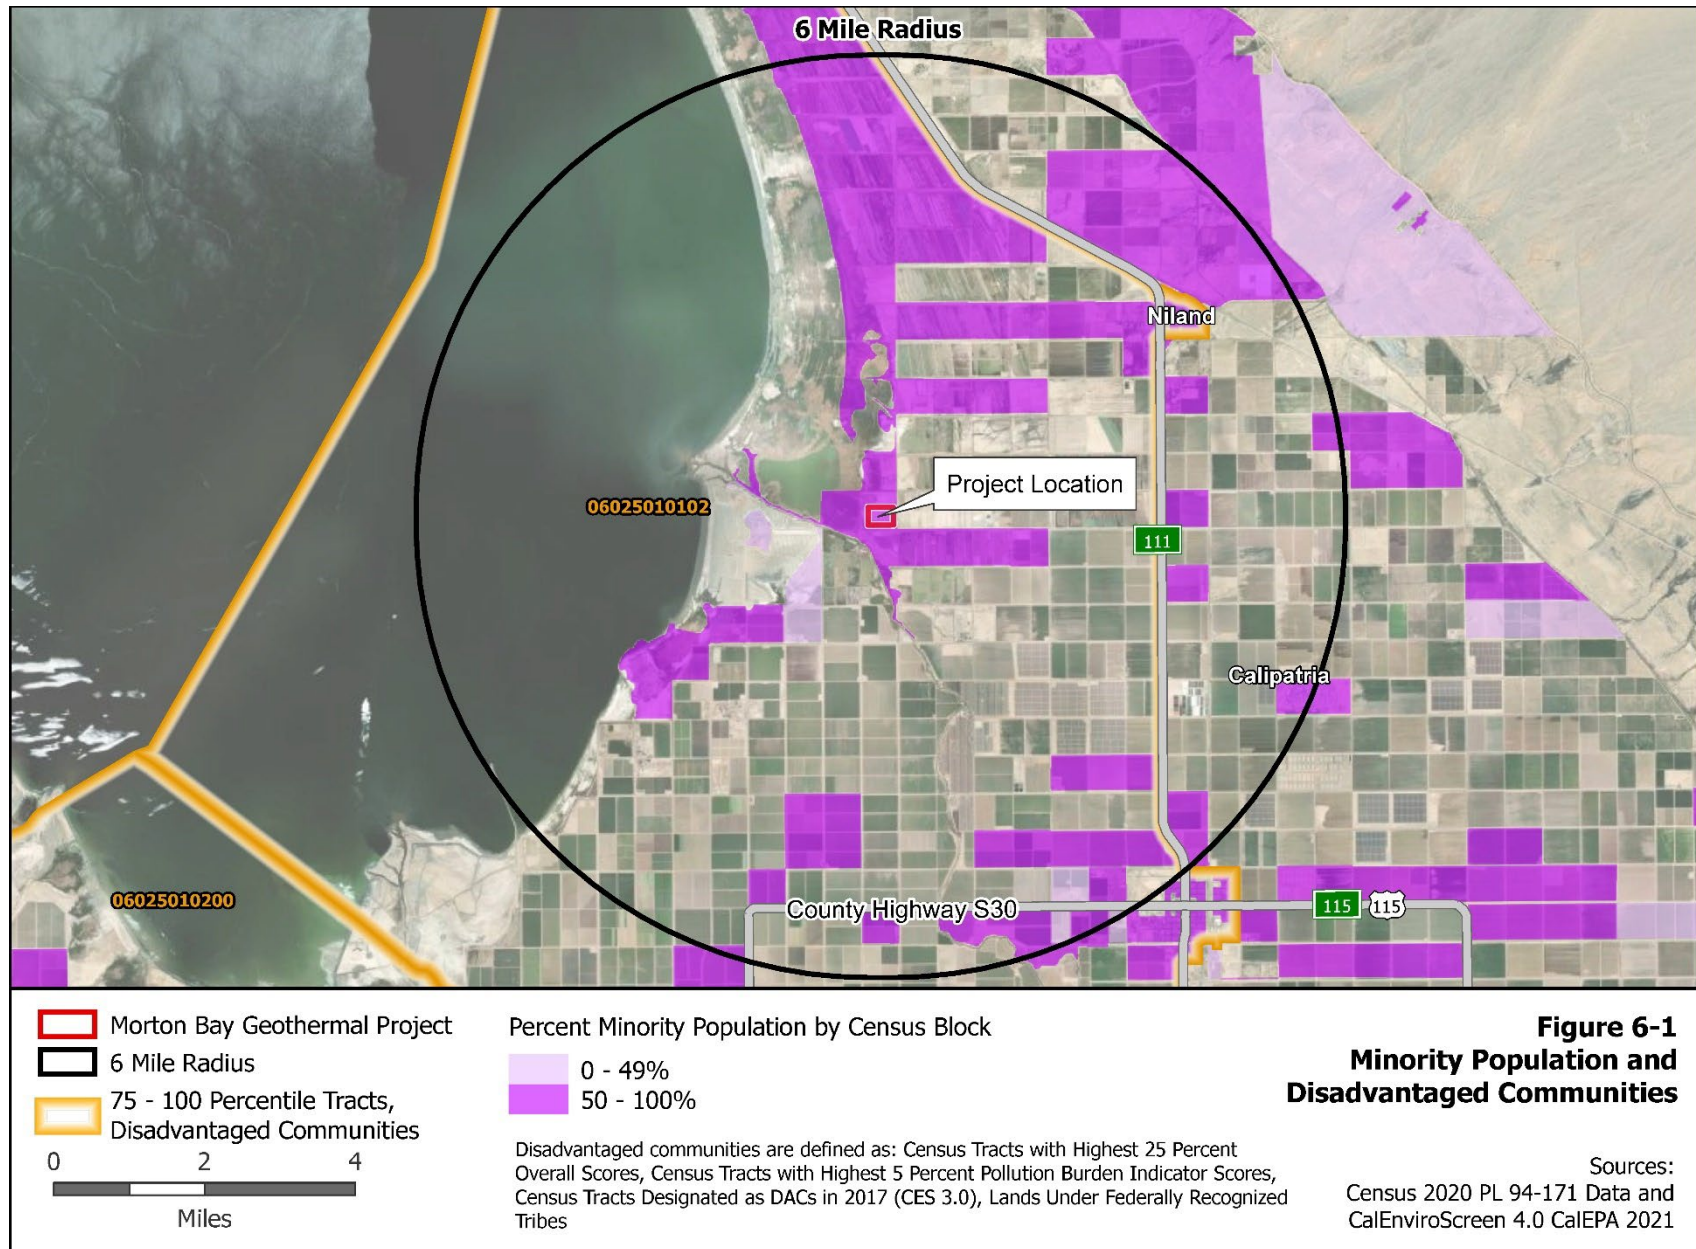 6 Mile Radius
Niland
Project Location
06025010102
111
Calipatria
06025010200
County Highway S30
115
115
Morton Bay Geothermal Project
6 Mile Radius
75 - 100 Percentile Tracts,
Disadvantaged Communities
0 2 4
Miles
Percent Minority Population by Census Block
0 - 49%
50 - 100%
Disadvantaged communities are defined as: Census Tracts with Highest 25 Percent
Overall Scores, Census Tracts with Highest 5 Percent Pollution Burden Indicator Scores,
Census Tracts Designated as DACs in 2017 (CES 3.0), Lands Under Federally Recognized
Tribes
Figure 6-1
Minority Population and
Disadvantaged Communities
Sources:
Census 2020 PL 94-171 Data and
CalEnviroScreen 4.0 CalEPA 2021